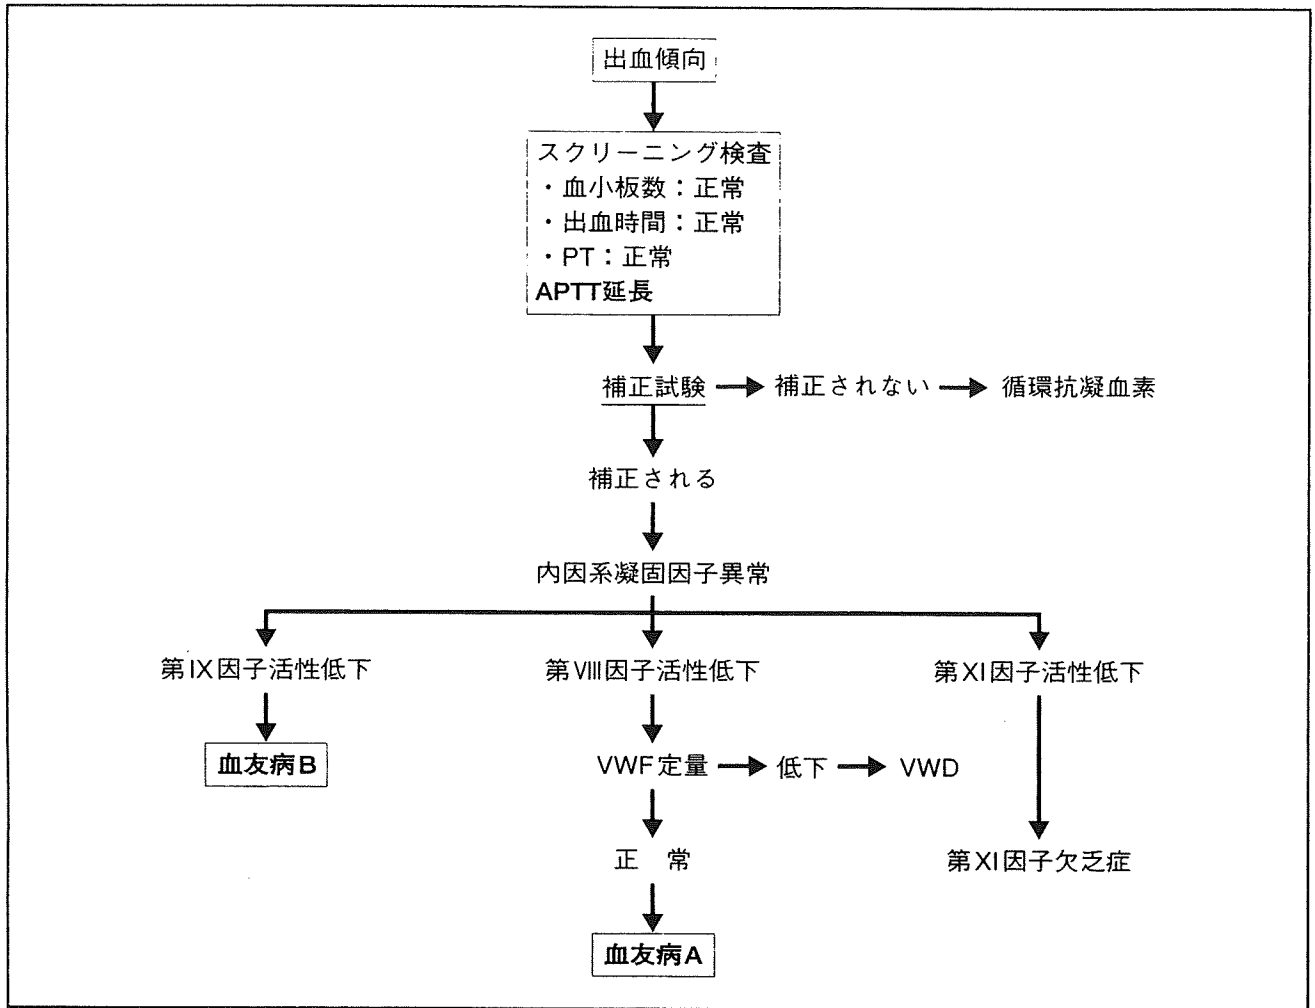 出血傾向
スクリーニング検査
・血小板数：正常
・出血時間：正常
・PT：正常
APTT延長
補正試験 補正されない 循環抗凝血素
補正される
内因系凝固因子異常
第IX因子活性低下 第VIII因子活性低下 第XI因子活性低下
血友病B VWF定量 低下 VWD
正　常 第XI因子欠乏症
血友病A